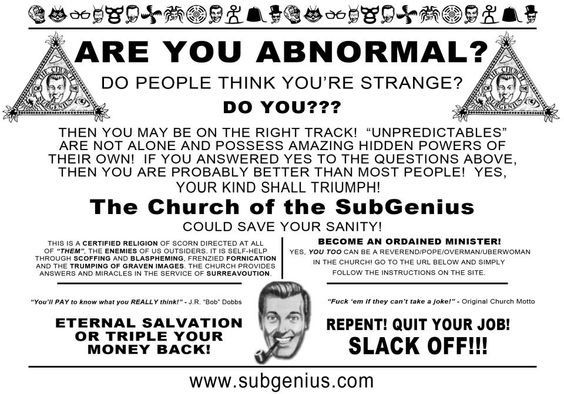 ARE YOU ABNORMAL?
DO PEOPLE THINK YOU'RE STRANGE?
DO YOU???
THEN YOU MAY BE ON THE RIGHT TRACK! "UNPREDICTABLES"
ARE NOT ALONE AND POSSESS AMAZING HIDDEN POWERS OF
THEIR OWN! IF YOU ANSWERED YES TO THE QUESTIONS ABOVE,
THEN YOU ARE PROBABLY BETTER THAN MOST PEOPLE! YES,
YOUR KIND SHALL TRIUMPH!
The Church of the SubGenius
COULD SAVE YOUR SANITY!
THIS IS A CERTIFIED RELIGION OF SCORN DIRECTED AT ALL
OF "THEM", THE ENEMIES OF US OUTSIDERS. IT IS SELF-HELP
THROUGH SCOFFING AND BLASPHEMING, FRENZIED FORNICATION
AND THE TRUMPING OF GRAVEN IMAGES. THE CHURCH PROVIDES
ANSWERS AND MIRACLES IN THE SERVICE OF SURREAVOUTION.
BECOME AN ORDAINED MINISTER!
YES, YOU TOO CAN BE A REVEREND/POPE/OVERMAN/UBERWOMAN
IN THE CHURCH! GO TO THE URL BELOW AND SIMPLY
FOLLOW THE INSTRUCTIONS ON THE SITE.
"You'll PAY to know what you REALLY think!" - J.R. "Bob" Dobbs
"Fuck 'em if they can't take a joke!" - Original Church Motto
ETERNAL SALVATION
OR TRIPLE YOUR
MONEY BACK!
REPENT! QUIT YOUR JOB!
SLACK OFF!!!
www.subgenius.com